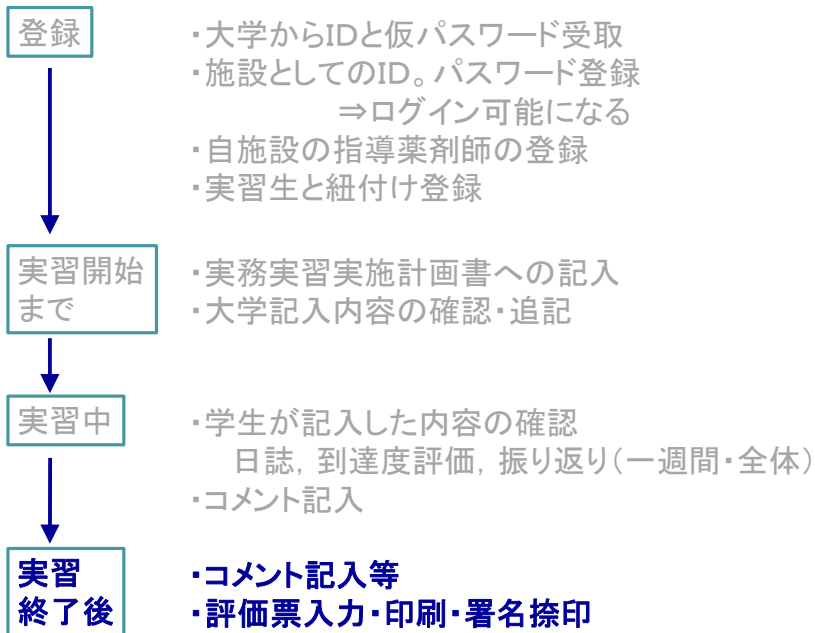 登録
・大学からIDと仮パスワード受取
・施設としてのID。パスワード登録
⇒ログイン可能になる
・自施設の指導薬剤師の登録
・実習生と紐付け登録
実習開始
まで
・実務実習実施計画書への記入
・大学記入内容の確認・追記
実習中
・学生が記入した内容の確認
日誌，到達度評価，振り返り（一週間・全体）
・コメント記入
実習
終了後
・コメント記入等
・評価票入力・印刷・署名捺印